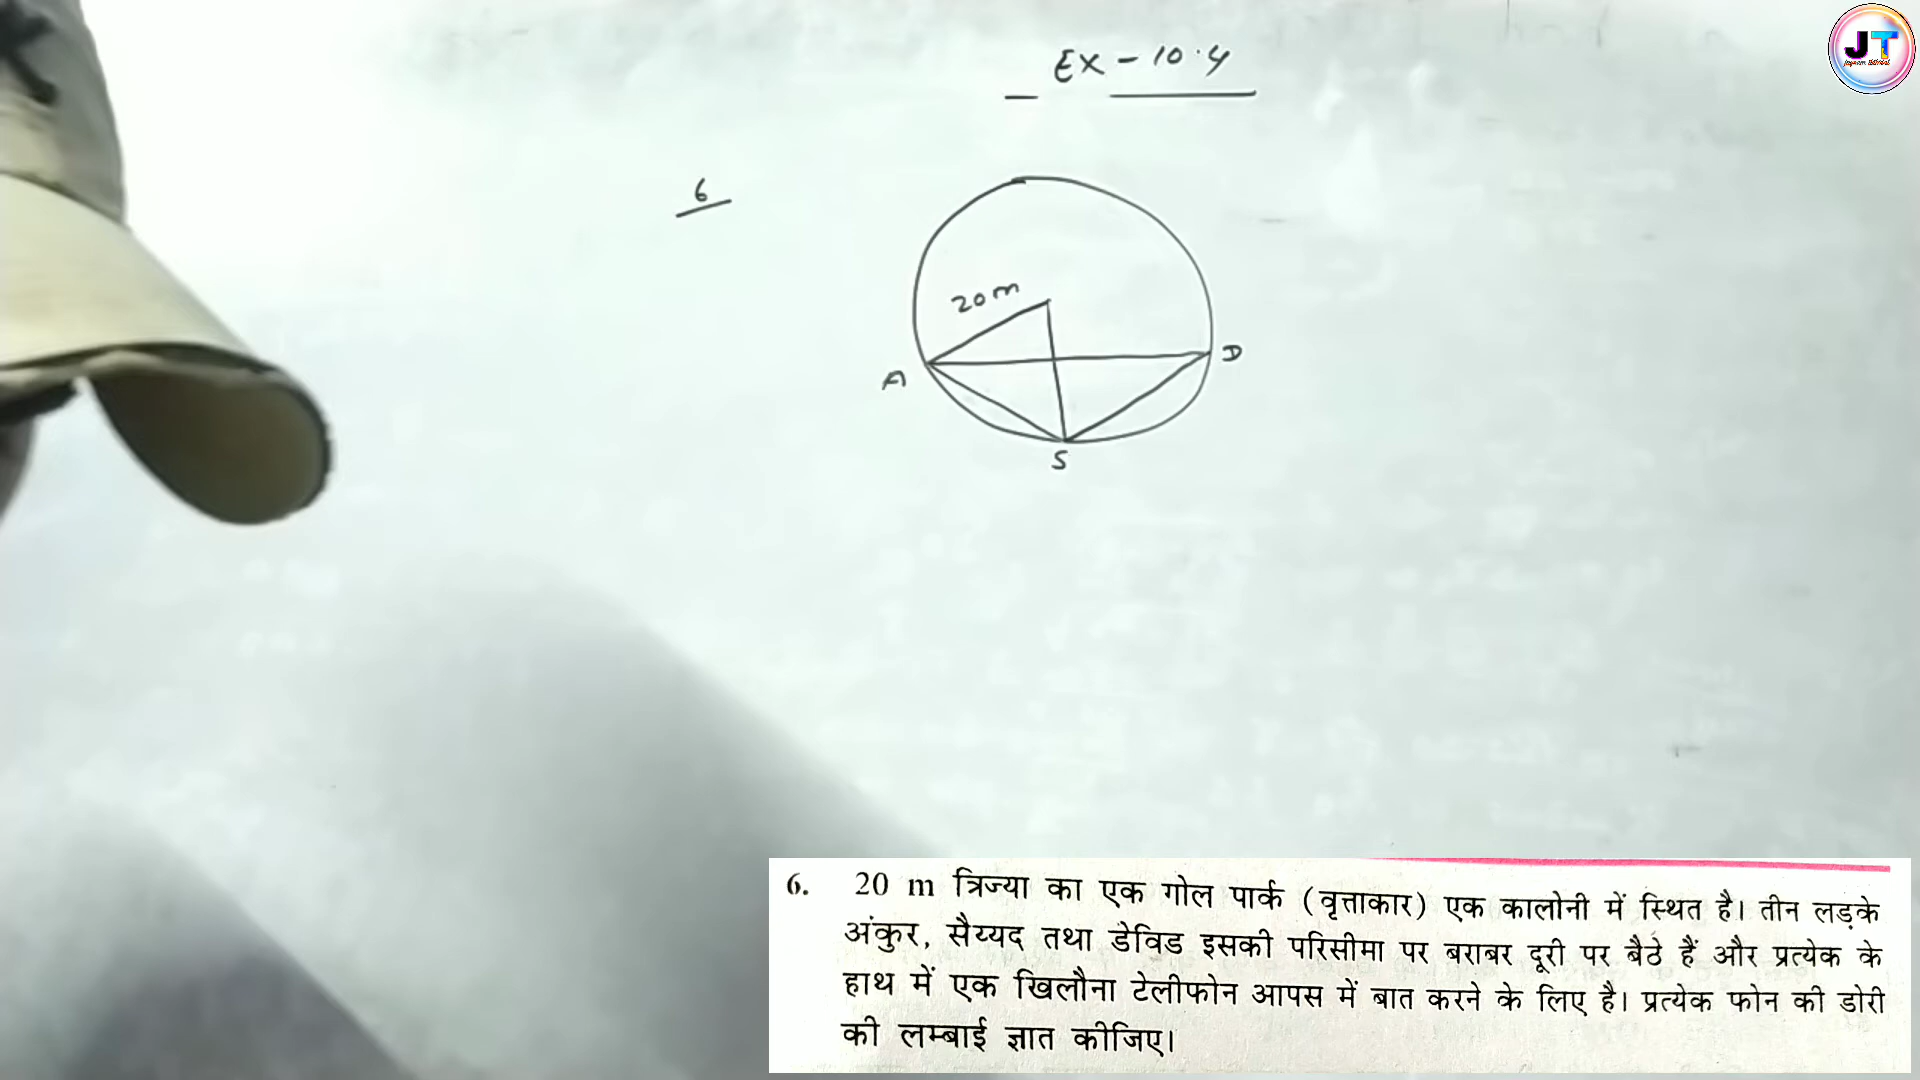 JT
EX - 10.4
6
20m
A
D
S
6. 20 m त्रिज्या का एक गोल पार्क (वृत्ताकार) एक कालोनी में स्थित है। तीन लड़के
अंकुर, सैय्यद तथा डेविड इसकी परिसीमा पर बराबर दूरी पर बैठे हैं और प्रत्येक के
हाथ में एक खिलौना टेलीफोन आपस में बात करने के लिए है। प्रत्येक फोन की डोरी
की लम्बाई ज्ञात कीजिए।